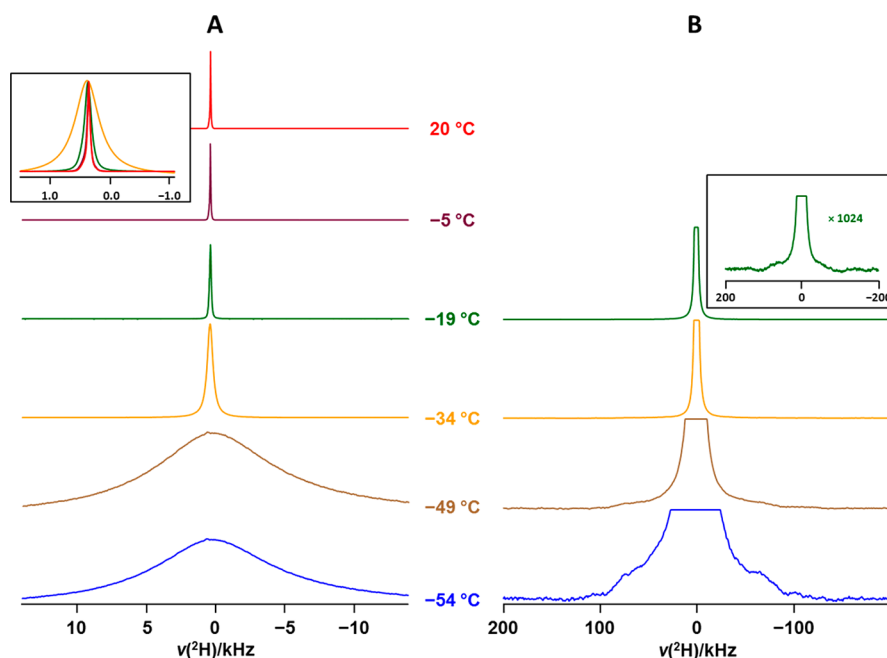 A
B
20 °C
1.0 0.0 −1.0
−5 °C
× 1024
200 0 −200
−19 °C
−34 °C
−49 °C
−54 °C
10 5 0 −5 −10
200 100 0 −100
ν(²H)/kHz
ν(²H)/kHz